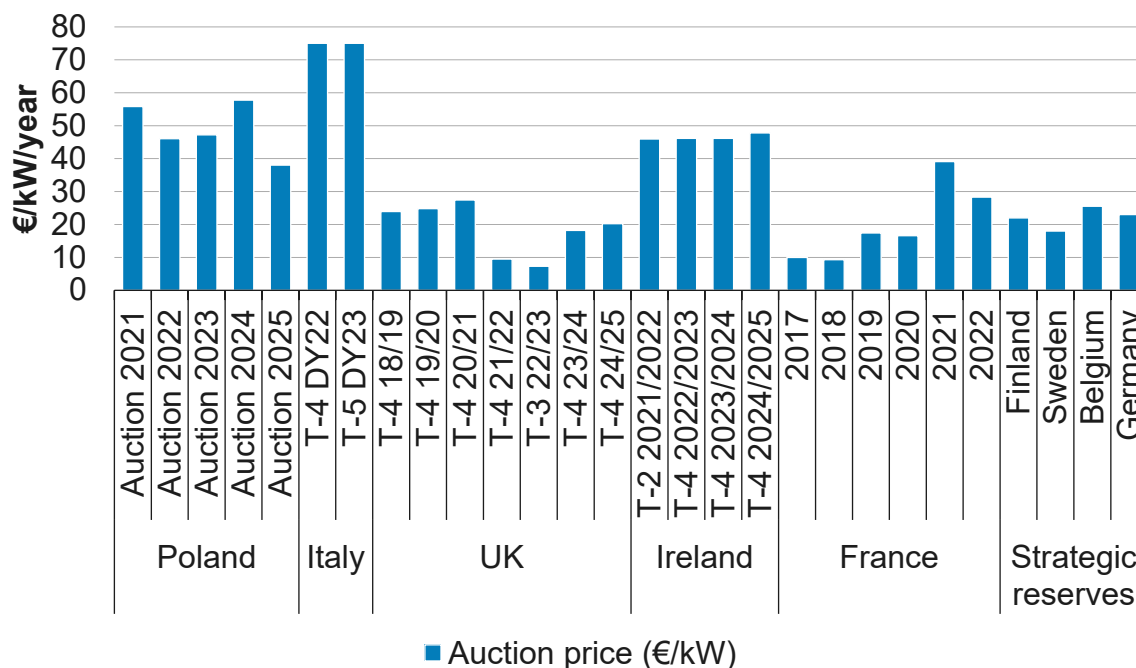 €/kW/year
80
70
60
50
40
30
20
10
0
Auction 2021
Auction 2022
Auction 2023
Auction 2024
Auction 2025
T-4 DY22
T-5 DY23
T-4 18/19
T-4 19/20
T-4 20/21
T-4 21/22
T-3 22/23
T-4 23/24
T-4 24/25
T-2 2021/2022
T-4 2022/2023
T-4 2023/2024
T-4 2024/2025
2017
2018
2019
2020
2021
2022
Finland
Sweden
Belgium
Germany
Poland
Italy
UK
Ireland
France
Strategic
reserves
Auction price (€/kW)